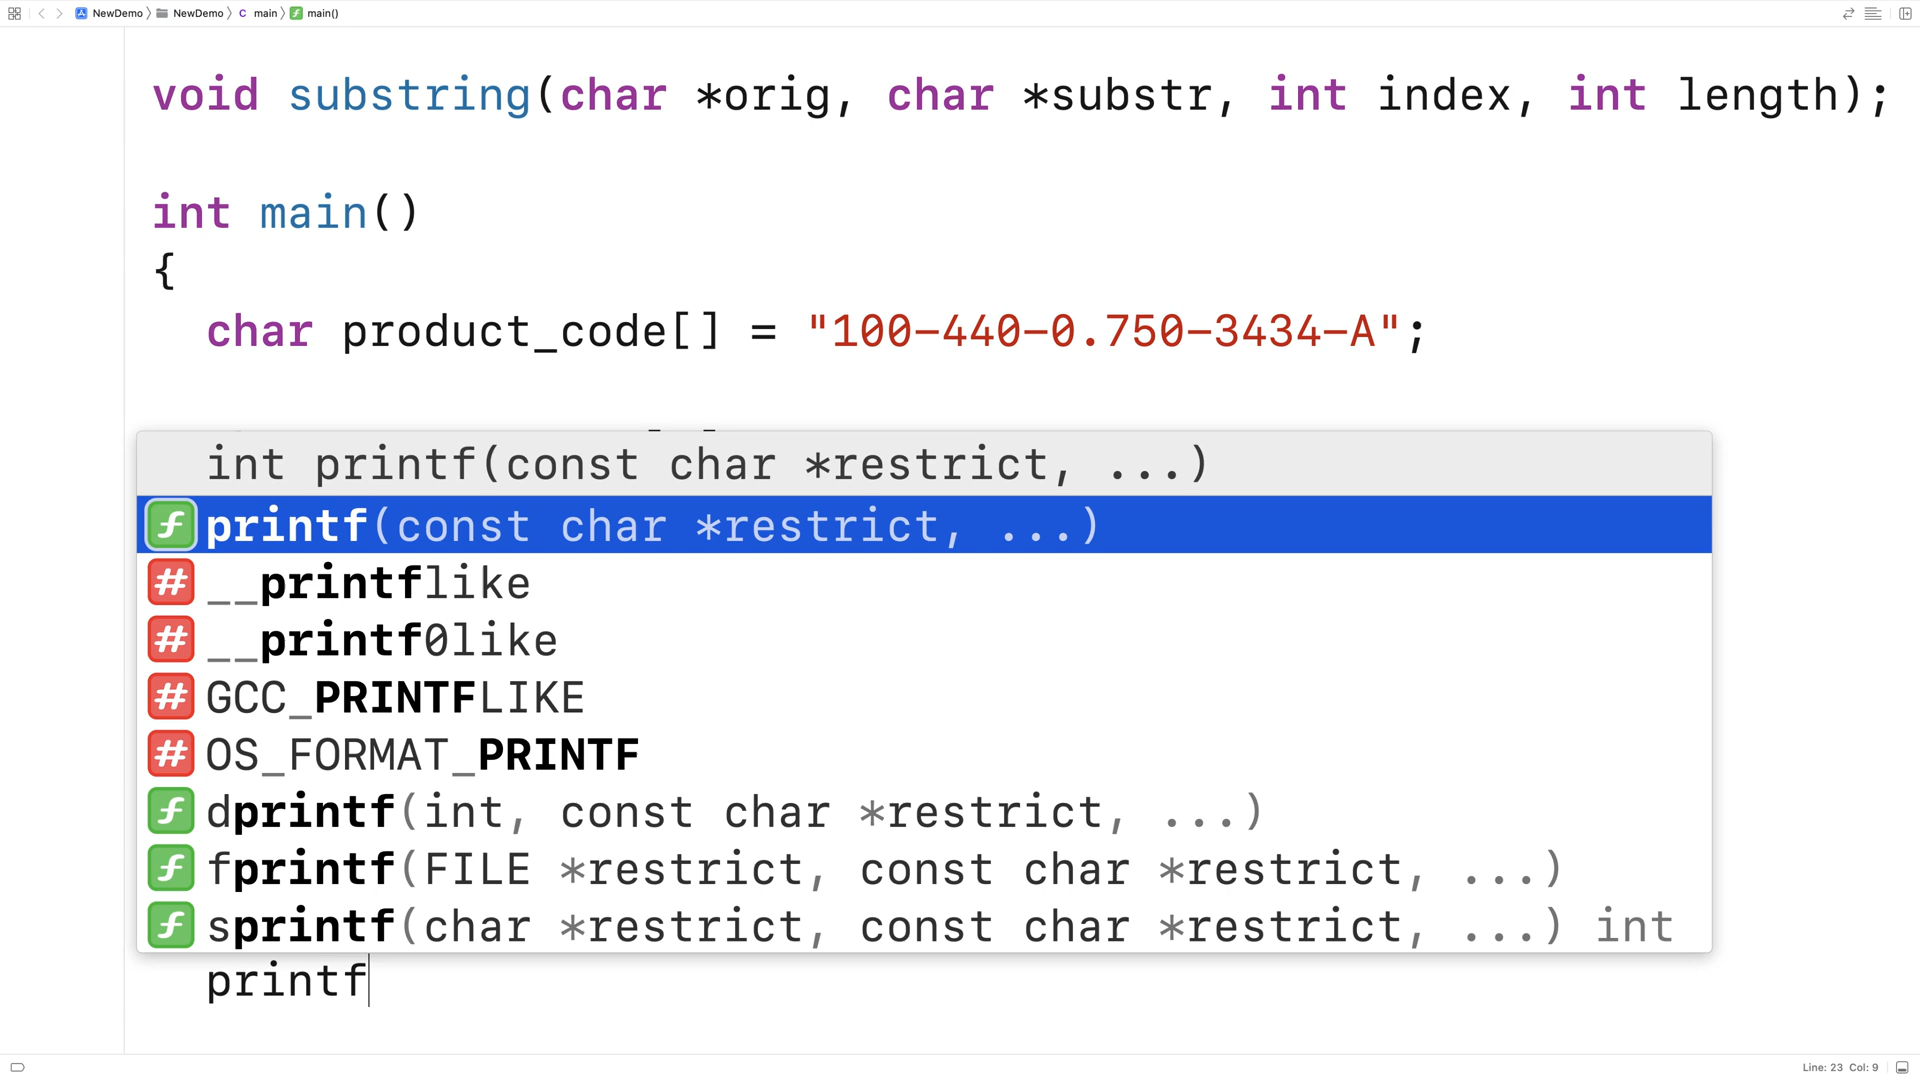 NewDemo NewDemo C main f main()
void substring(char *orig, char *substr, int index, int length);
int main()
{
char product_code[] = "100-440-0.750-3434-A";
int printf(const char *restrict, ...)
f printf(const char *restrict, ...)
# __printflike
# __printf0like
# GCC_PRINTFLIKE
# OS_FORMAT_PRINTF
f dprintf(int, const char *restrict, ...)
f fprintf(FILE *restrict, const char *restrict, ...)
f sprintf(char *restrict, const char *restrict, ...) int
printf
Line: 23 Col: 9